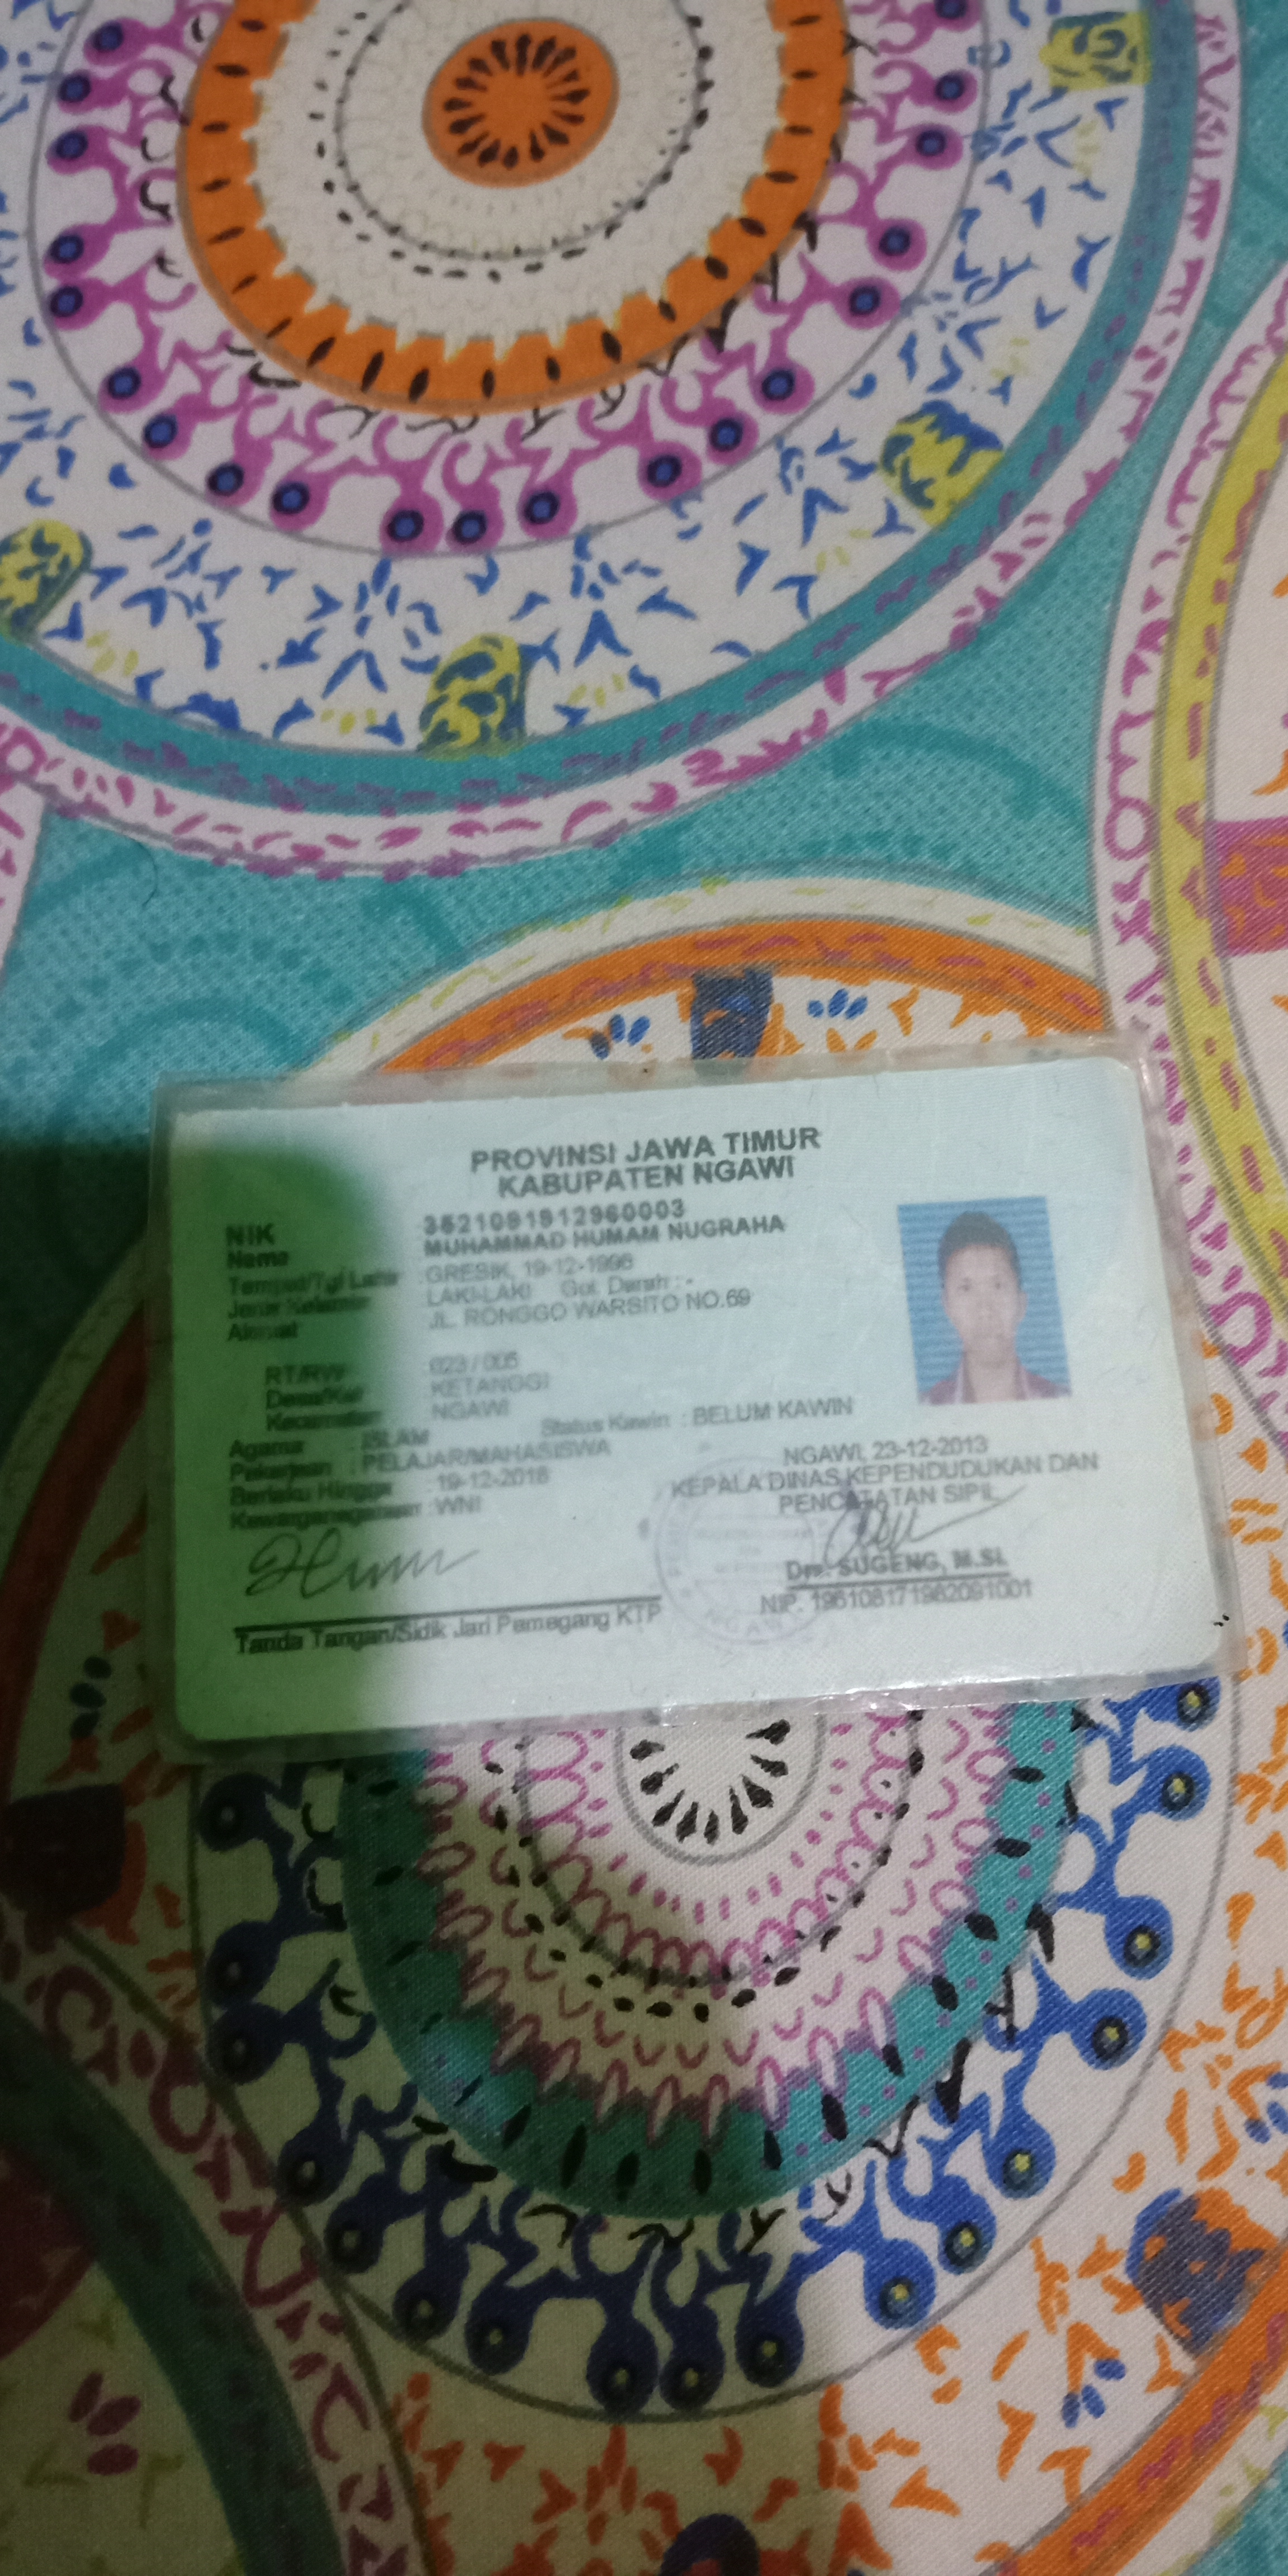 PROVINSI JAWA TIMUR
KABUPATEN NGAWI
NIK 3521091912960003
Nama MUHAMMAD HUMAM NUGRAHA
Tempat/Tgl Lahir : GRESIK, 19-12-1996
Jenis Kelamin : LAKI-LAKI Gol. Darah : -
Alamat : JL. RONGGO WARSITO NO.69
RT/RW : 023 / 005
Desa/Kel : KETANGGI
Kecamatan : NGAWI
Agama : ISLAM Status Kawin : BELUM KAWIN
Pekerjaan : PELAJAR/MAHASISWA
Berlaku Hingga : 19-12-2018
Kewarganegaraan : WNI
NGAWI, 23-12-2013
KEPALA DINAS KEPENDUDUKAN DAN
PENCATATAN SIPIL
Drs. SUGENG, M.SI.
NIP. 196108171982091001
Tanda Tangan/Sidik Jari Pemegang KTP